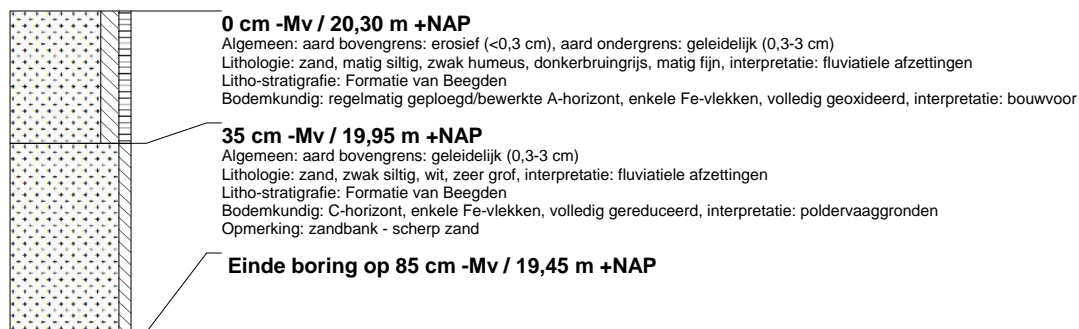 0 cm -Mv / 20,30 m +NAP
Algemeen: aard bovengrens: erosief (<0,3 cm), aard ondergrens: geleidelijk (0,3-3 cm)
Lithologie: zand, matig siltig, zwak humeus, donkerbruingrijs, matig fijn, interpretatie: fluviatiele afzettingen
Litho-stratigrafie: Formatie van Beegden
Bodemkundig: regelmatig geploegd/bewerkte A-horizont, enkele Fe-vlekken, volledig geoxideerd, interpretatie: bouwvoor
35 cm -Mv / 19,95 m +NAP
Algemeen: aard bovengrens: geleidelijk (0,3-3 cm)
Lithologie: zand, zwak siltig, wit, zeer grof, interpretatie: fluviatiele afzettingen
Litho-stratigrafie: Formatie van Beegden
Bodemkundig: C-horizont, enkele Fe-vlekken, volledig gereduceerd, interpretatie: poldervaaggronden
Opmerking: zandbank - scherp zand
Einde boring op 85 cm -Mv / 19,45 m +NAP